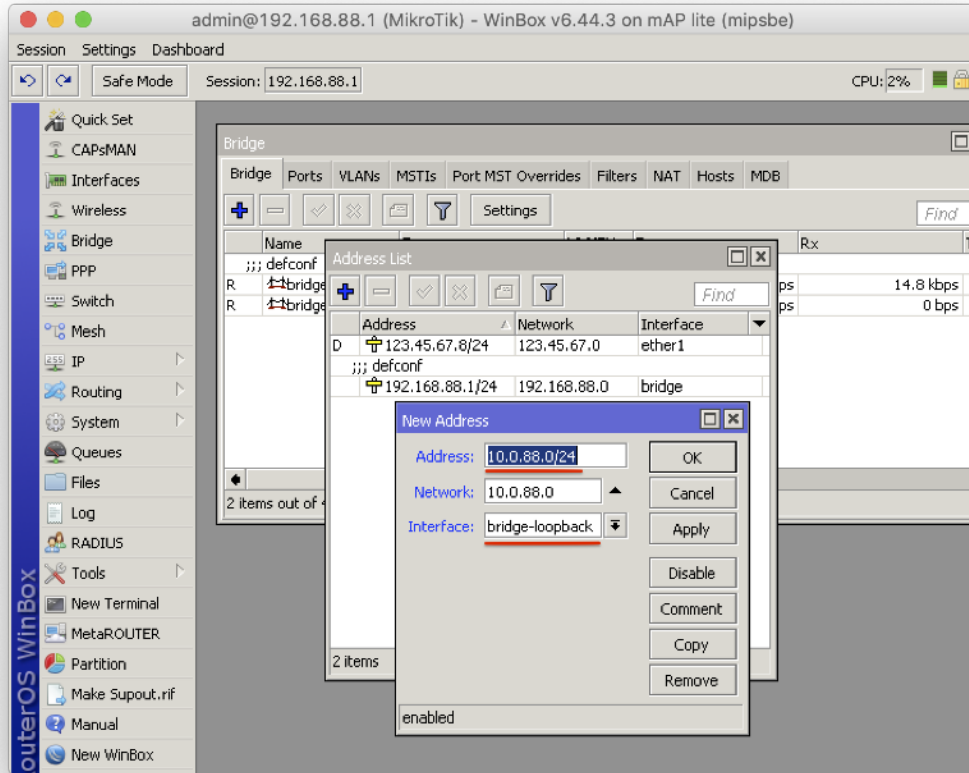 admin@192.168.88.1 (MikroTik) - WinBox v6.44.3 on mAP lite (mipsbe)
Session Settings Dashboard
Safe Mode Session: 192.168.88.1 CPU: 2%
Quick Set
CAPsMAN
Interfaces
Wireless
Bridge
PPP
Switch
Mesh
IP
Routing
System
Queues
Files
Log
RADIUS
Tools
New Terminal
MetaROUTER
Partition
Make Supout.rif
Manual
New WinBox
outerOS WinBox
Bridge
Bridge Ports VLANs MSTIs Port MST Overrides Filters NAT Hosts MDB
Settings Find
Name Rx
;;; defconf
R bridge ps 14.8 kbps
R bridge ps 0 bps
2 items out of
Address List
Find
Address Network Interface
D 123.45.67.8/24 123.45.67.0 ether1
;;; defconf
192.168.88.1/24 192.168.88.0 bridge
2 items
New Address
Address: 10.0.88.0/24
Network: 10.0.88.0
Interface: bridge-loopback
OK
Cancel
Apply
Disable
Comment
Copy
Remove
enabled